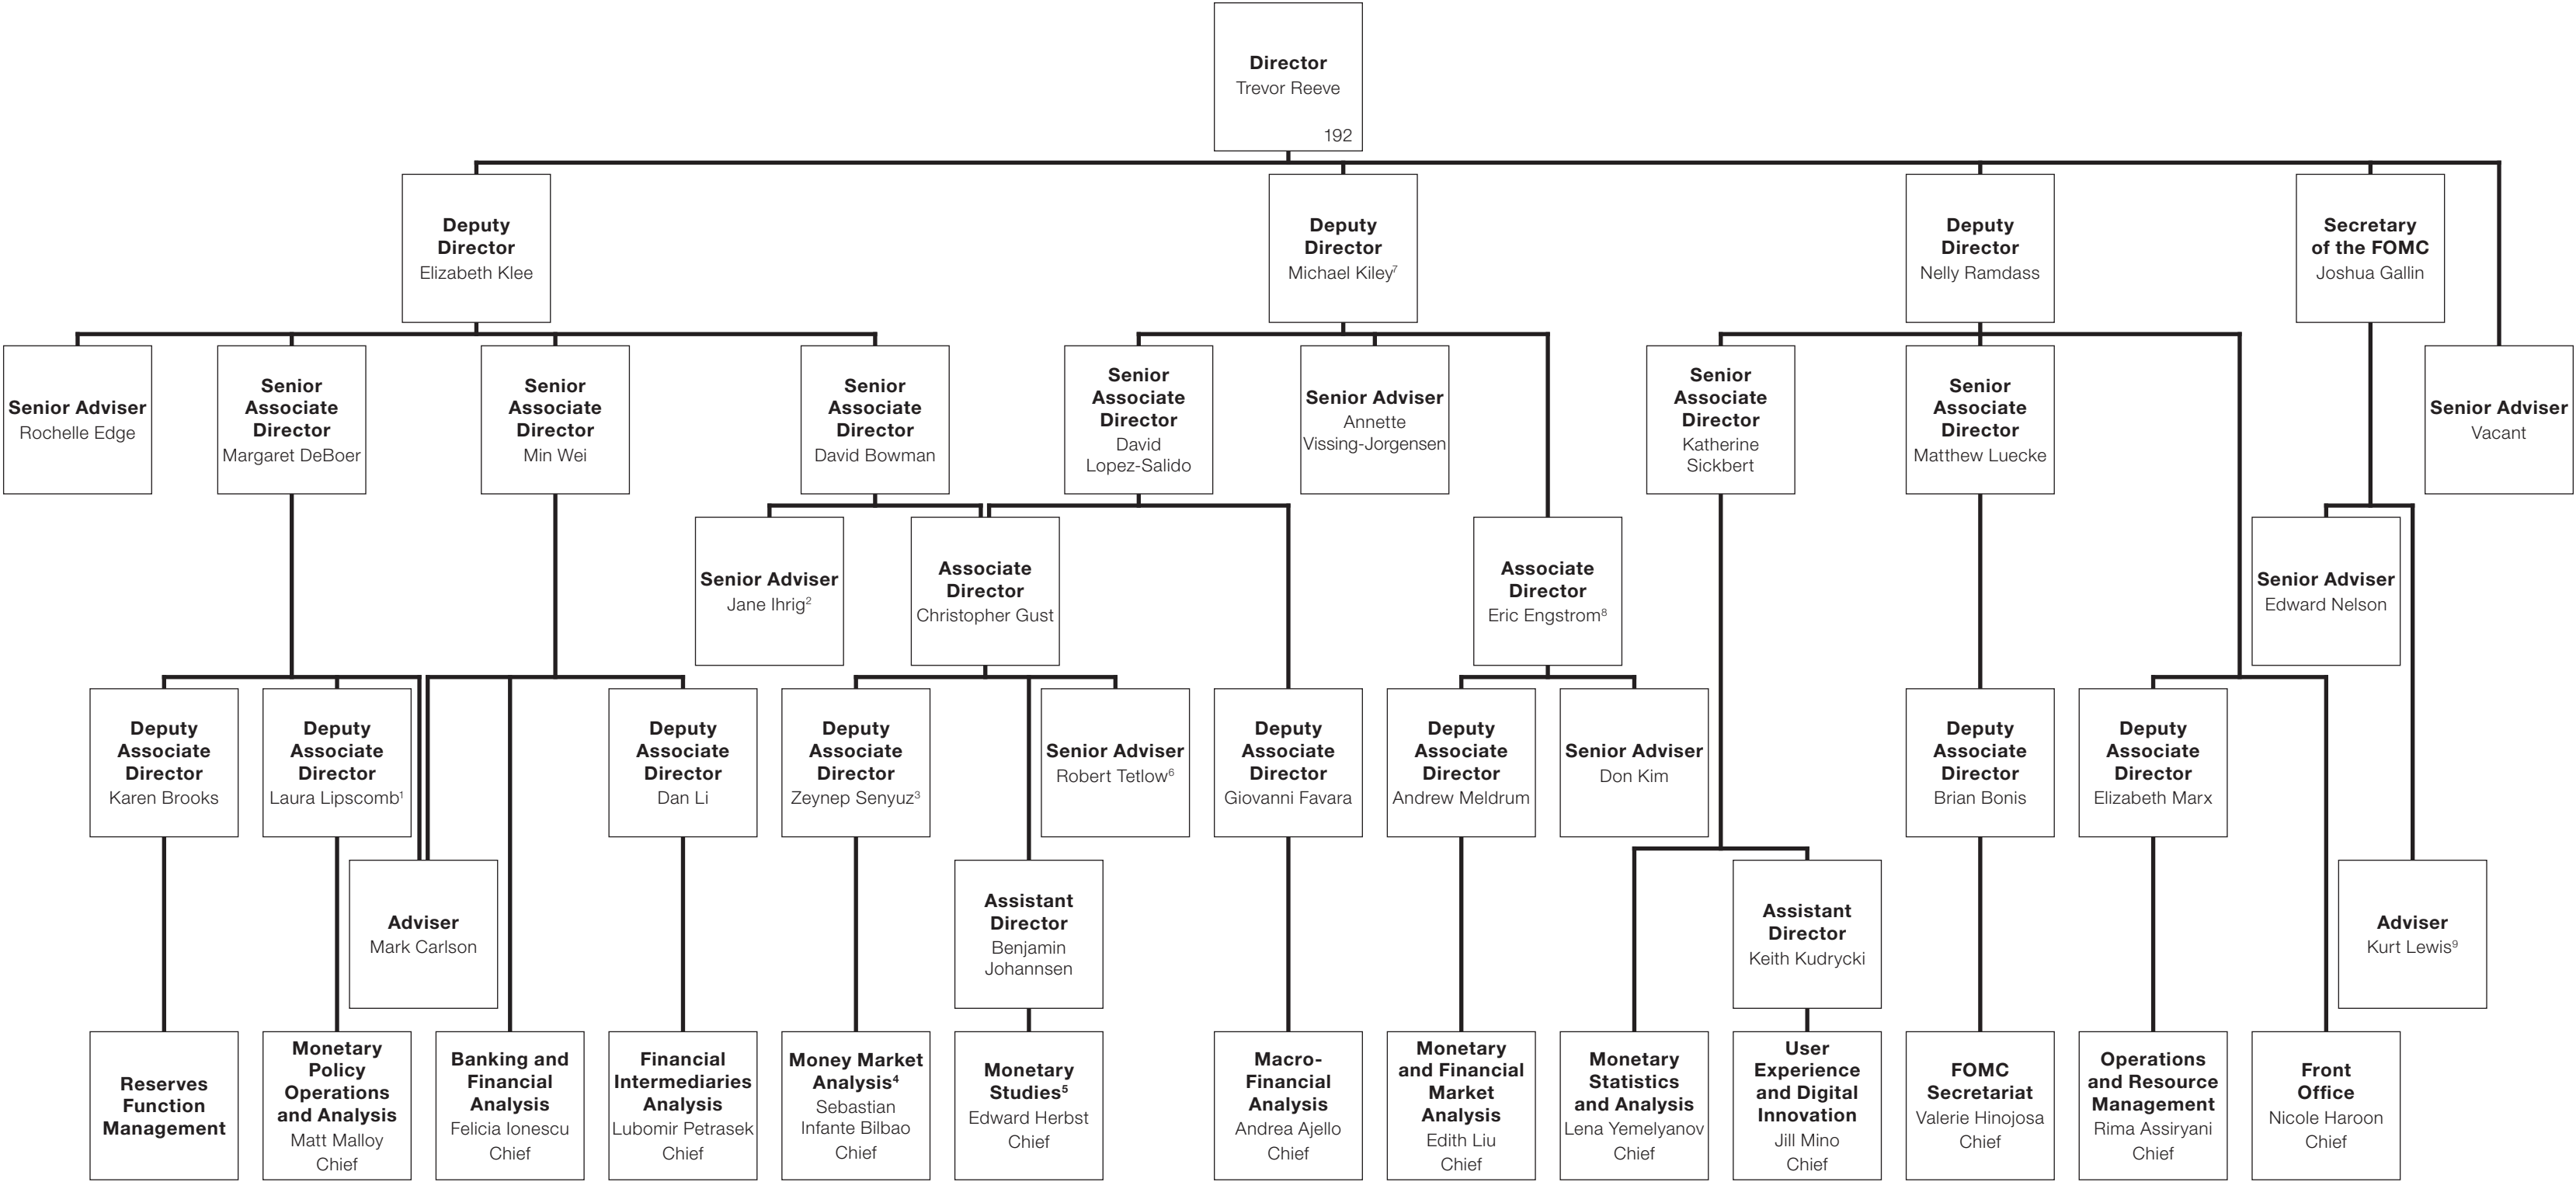 Director
Trevor Reeve
192
Deputy
Director
Elizabeth Klee
Deputy
Director
Michael Kiley⁷
Deputy
Director
Nelly Ramdass
Secretary
of the FOMC
Joshua Gallin
Senior Adviser
Rochelle Edge
Senior
Associate
Director
Margaret DeBoer
Senior
Associate
Director
Min Wei
Senior
Associate
Director
David Bowman
Senior
Associate
Director
David
Lopez-Salido
Senior Adviser
Annette
Vissing-Jorgensen
Senior
Associate
Director
Katherine
Sickbert
Senior
Associate
Director
Matthew Luecke
Senior Adviser
Vacant
Senior Adviser
Jane Ihrig²
Associate
Director
Christopher Gust
Associate
Director
Eric Engstrom⁸
Senior Adviser
Edward Nelson
Deputy
Associate
Director
Karen Brooks
Deputy
Associate
Director
Laura Lipscomb¹
Deputy
Associate
Director
Dan Li
Deputy
Associate
Director
Zeynep Senyuz³
Senior Adviser
Robert Tetlow⁶
Deputy
Associate
Director
Giovanni Favara
Deputy
Associate
Director
Andrew Meldrum
Senior Adviser
Don Kim
Deputy
Associate
Director
Brian Bonis
Deputy
Associate
Director
Elizabeth Marx
Adviser
Mark Carlson
Assistant
Director
Benjamin
Johannsen
Assistant
Director
Keith Kudrycki
Adviser
Kurt Lewis⁹
Reserves
Function
Management
Monetary
Policy
Operations
and Analysis
Matt Malloy
Chief
Banking and
Financial
Analysis
Felicia Ionescu
Chief
Financial
Intermediaries
Analysis
Lubomir Petrasek
Chief
Money Market
Analysis⁴
Sebastian
Infante Bilbao
Chief
Monetary
Studies⁵
Edward Herbst
Chief
Macro-
Financial
Analysis
Andrea Ajello
Chief
Monetary
and Financial
Market
Analysis
Edith Liu
Chief
Monetary
Statistics
and Analysis
Lena Yemelyanov
Chief
User
Experience
and Digital
Innovation
Jill Mino
Chief
FOMC
Secretariat
Valerie Hinojosa
Chief
Operations
and Resource
Management
Rima Assiryani
Chief
Front
Office
Nicole Haroon
Chief